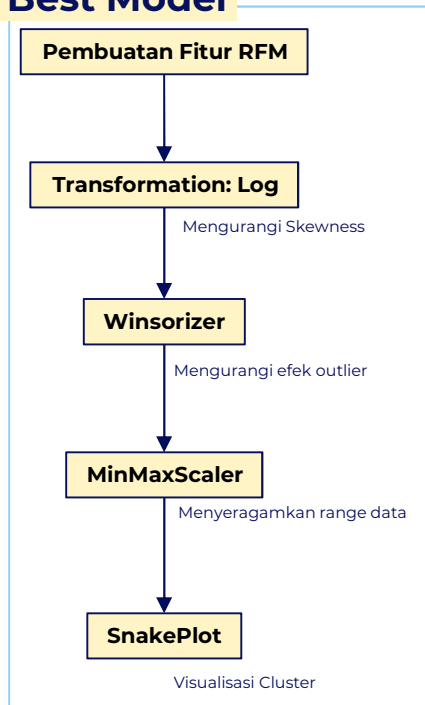 Best Model
Pembuatan Fitur RFM
Transformation: Log
Mengurangi Skewness
Winsorizer
Mengurangi efek outlier
MinMaxScaler
Menyeragamkan range data
SnakePlot
Visualisasi Cluster